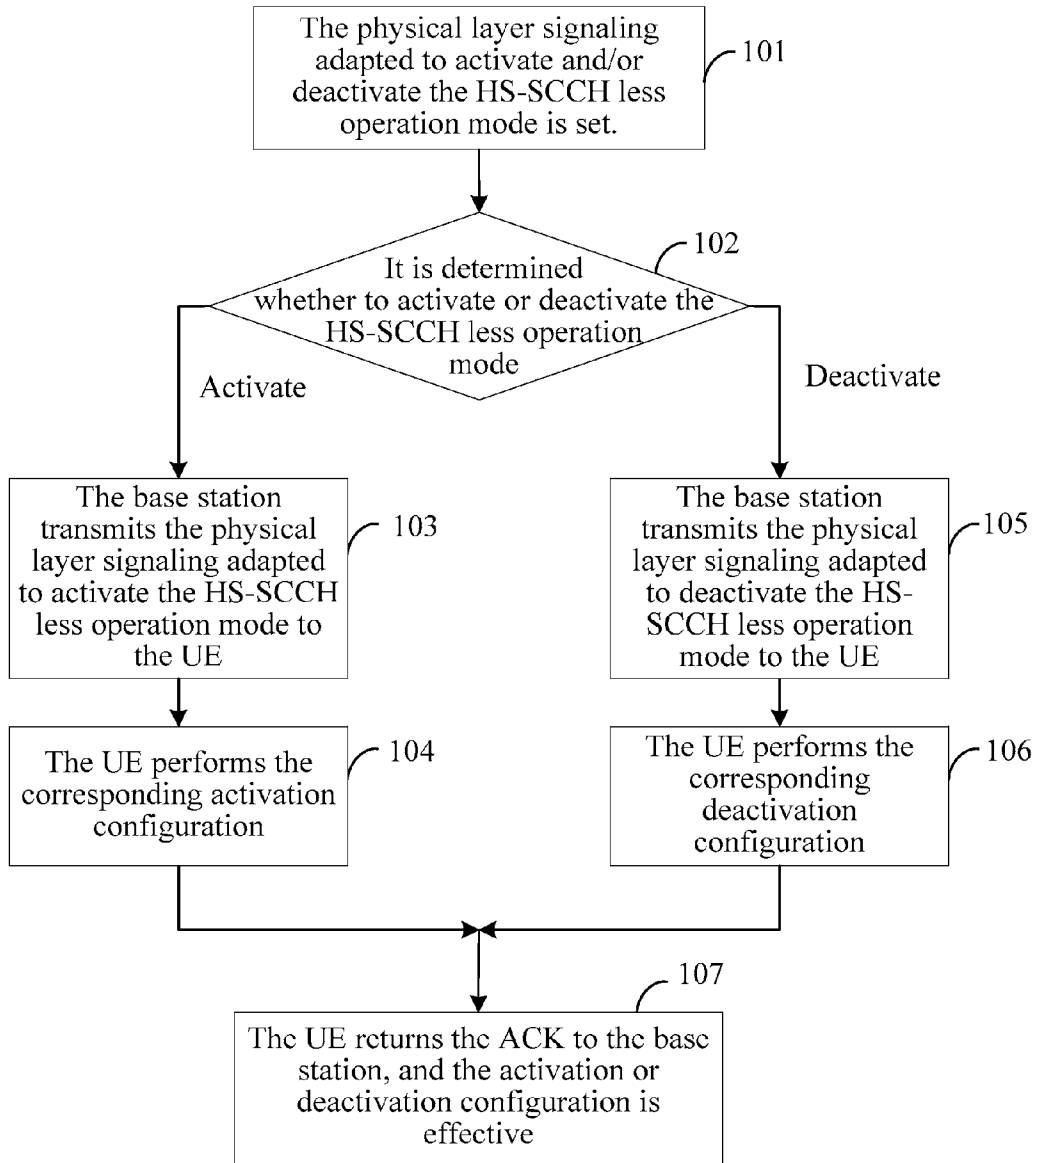 The physical layer signaling
adapted to activate and/or
deactivate the HS-SCCH less
operation mode is set.
101
102
It is determined
whether to activate or deactivate the
HS-SCCH less operation
mode
Activate
Deactivate
The base station
transmits the physical
layer signaling adapted
to activate the HS-SCCH
less operation mode to
the UE
103
The base station
transmits the physical
layer signaling adapted
to deactivate the HS-
SCCH less operation
mode to the UE
105
The UE performs the
corresponding activation
configuration
104
The UE performs the
corresponding
deactivation
configuration
106
107
The UE returns the ACK to the base
station, and the activation or
deactivation configuration is
effective